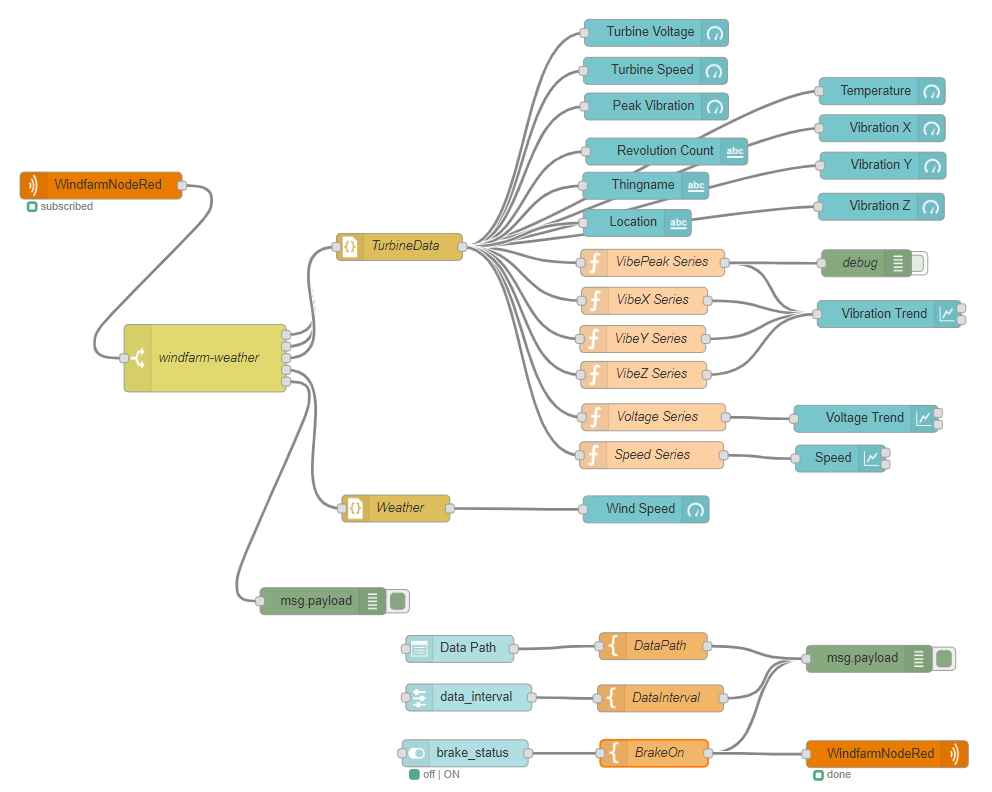 Turbine Voltage
Turbine Speed
Peak Vibration
Temperature
Vibration X
Revolution Count abc
Vibration Y
Thingname abc
Vibration Z
Location abc
WindfarmNodeRed
subscribed
TurbineData
VibePeak Series
debug
VibeX Series
Vibration Trend
windfarm-weather
VibeY Series
VibeZ Series
Voltage Series
Voltage Trend
Speed Series
Speed
Weather
Wind Speed
msg.payload
Data Path
DataPath
msg.payload
data_interval
DataInterval
brake_status
off | ON
BrakeOn
WindfarmNodeRed
done